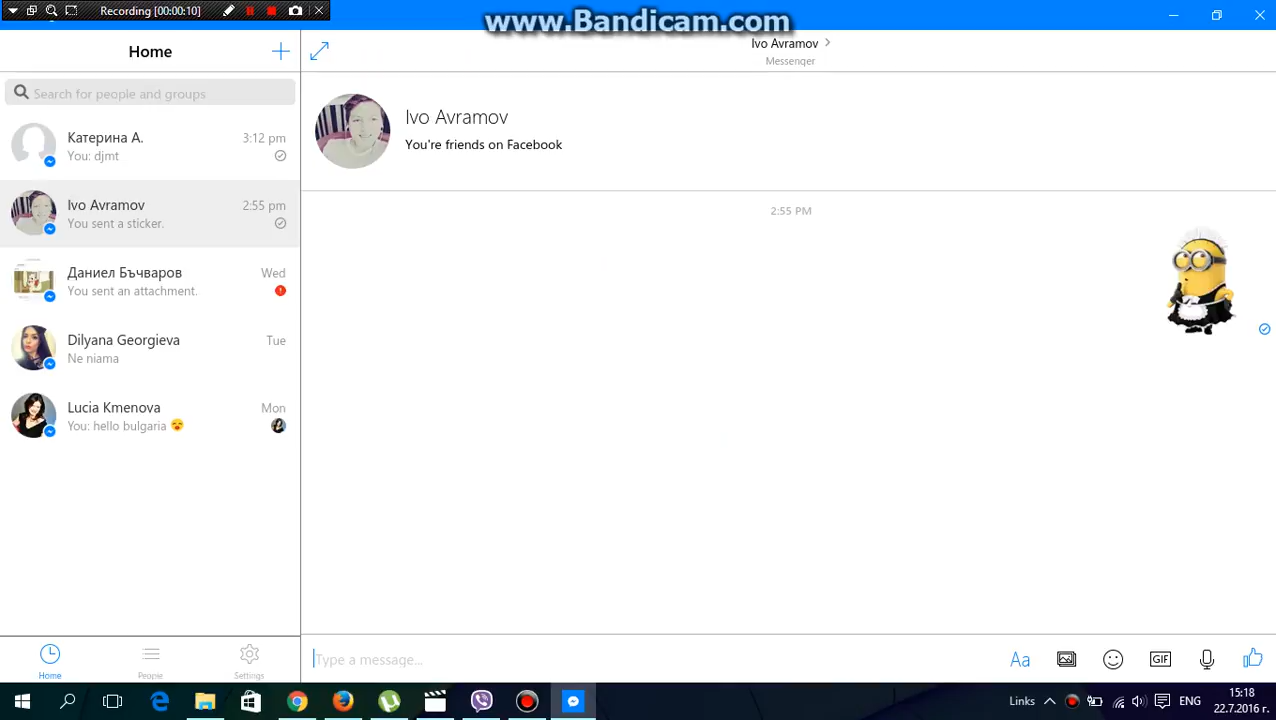 Recording [00:00:10]
www.Bandicam.com
Home
Ivo Avramov
Messenger
Search for people and groups
Катерина А. 3:12 pm
You: djmt
Ivo Avramov 2:55 pm
You sent a sticker.
Даниел Бъчваров Wed
You sent an attachment.
Dilyana Georgieva Tue
Ne niama
Lucia Kmenova Mon
You: hello bulgaria
Ivo Avramov
You're friends on Facebook
2:55 PM
Type a message...
Aa
GIF
Home
People
Settings
Links
ENG
15:18
22.7.2016 г.